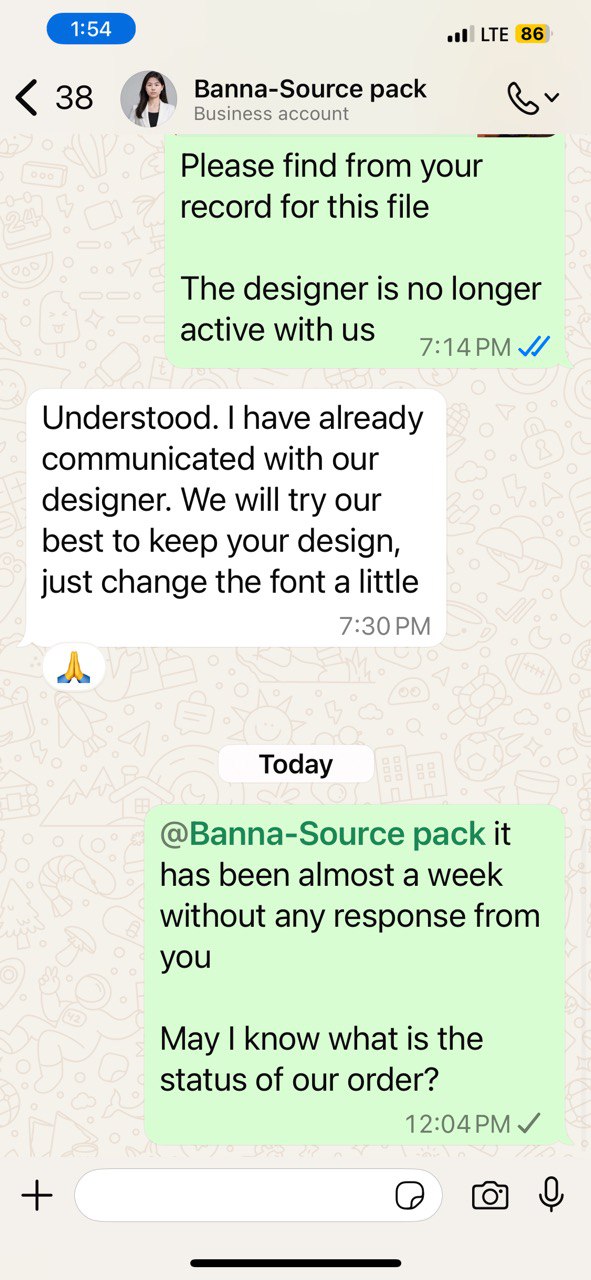 1:54
LTE 86
38
Banna-Source pack
Business account
Please find from your
record for this file
The designer is no longer
active with us
7:14 PM
Understood. I have already
communicated with our
designer. We will try our
best to keep your design,
just change the font a little
7:30 PM
Today
@Banna-Source pack it
has been almost a week
without any response from
you
May I know what is the
status of our order?
12:04 PM